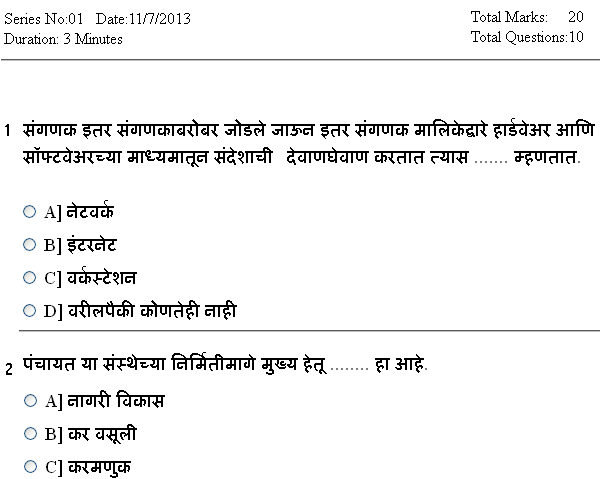 Series No:01 Date:11/7/2013 Total Marks: 20
Duration: 3 Minutes Total Questions:10
1 संगणक इतर संगणकाबरोबर जोडले जाऊन इतर संगणक मालिकेद्वारे हार्डवेअर आणि
सॉफ्टवेअरच्या माध्यमातून संदेशाची देवाणघेवाण करतात त्यास ....... म्हणतात.
A] नेटवर्क
B] इंटरनेट
C] वर्कस्टेशन
D] वरीलपैकी कोणतेही नाही
2 पंचायत या संस्थेच्या निर्मितीमागे मुख्य हेतू ........ हा आहे.
A] नागरी विकास
B] कर वसूली
C] करमणुक